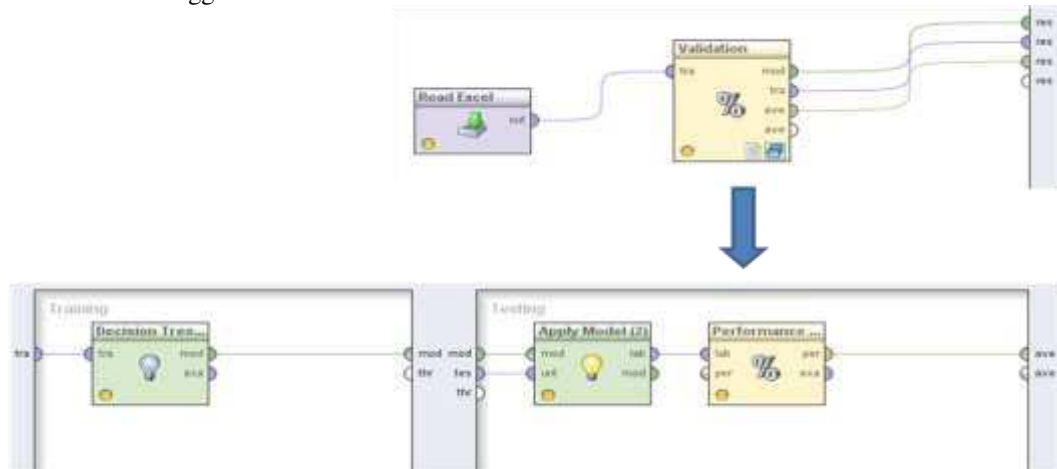 Validation
tra
mod
tra
ave
ave
Read Excel
out
res
res
res
res
Training
Testing
Decision Tree...
Apply Model (2)
Performance ...
tra
tra
mod
exa
mod
mod
thr
tes
thr
mod
lab
unl
mod
lab
per
per
exa
ave
ave